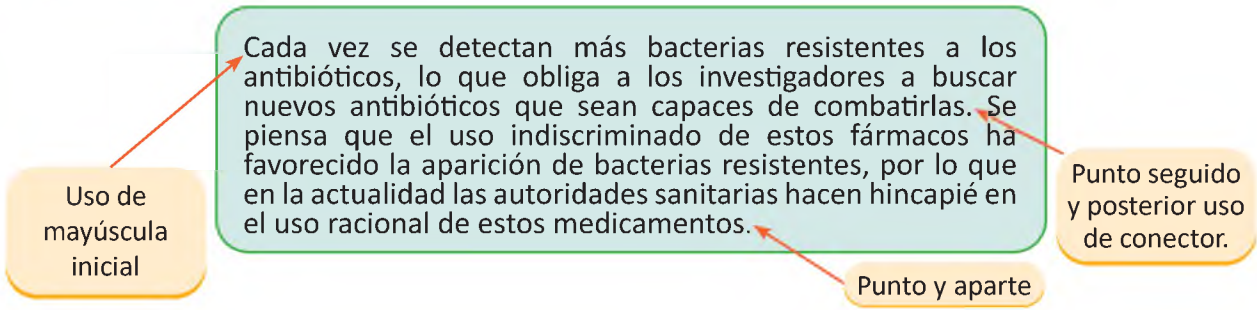 Cada vez se detectan más bacterias resistentes a los
antibióticos, lo que obliga a los investigadores a buscar
nuevos antibióticos que sean capaces de combatirlas. Se
piensa que el uso indiscriminado de estos fármacos ha
favorecido la aparición de bacterias resistentes, por lo que
en la actualidad las autoridades sanitarias hacen hincapié en
el uso racional de estos medicamentos.
Uso de
mayúscula
inicial
Punto seguido
y posterior uso
de conector.
Punto y aparte